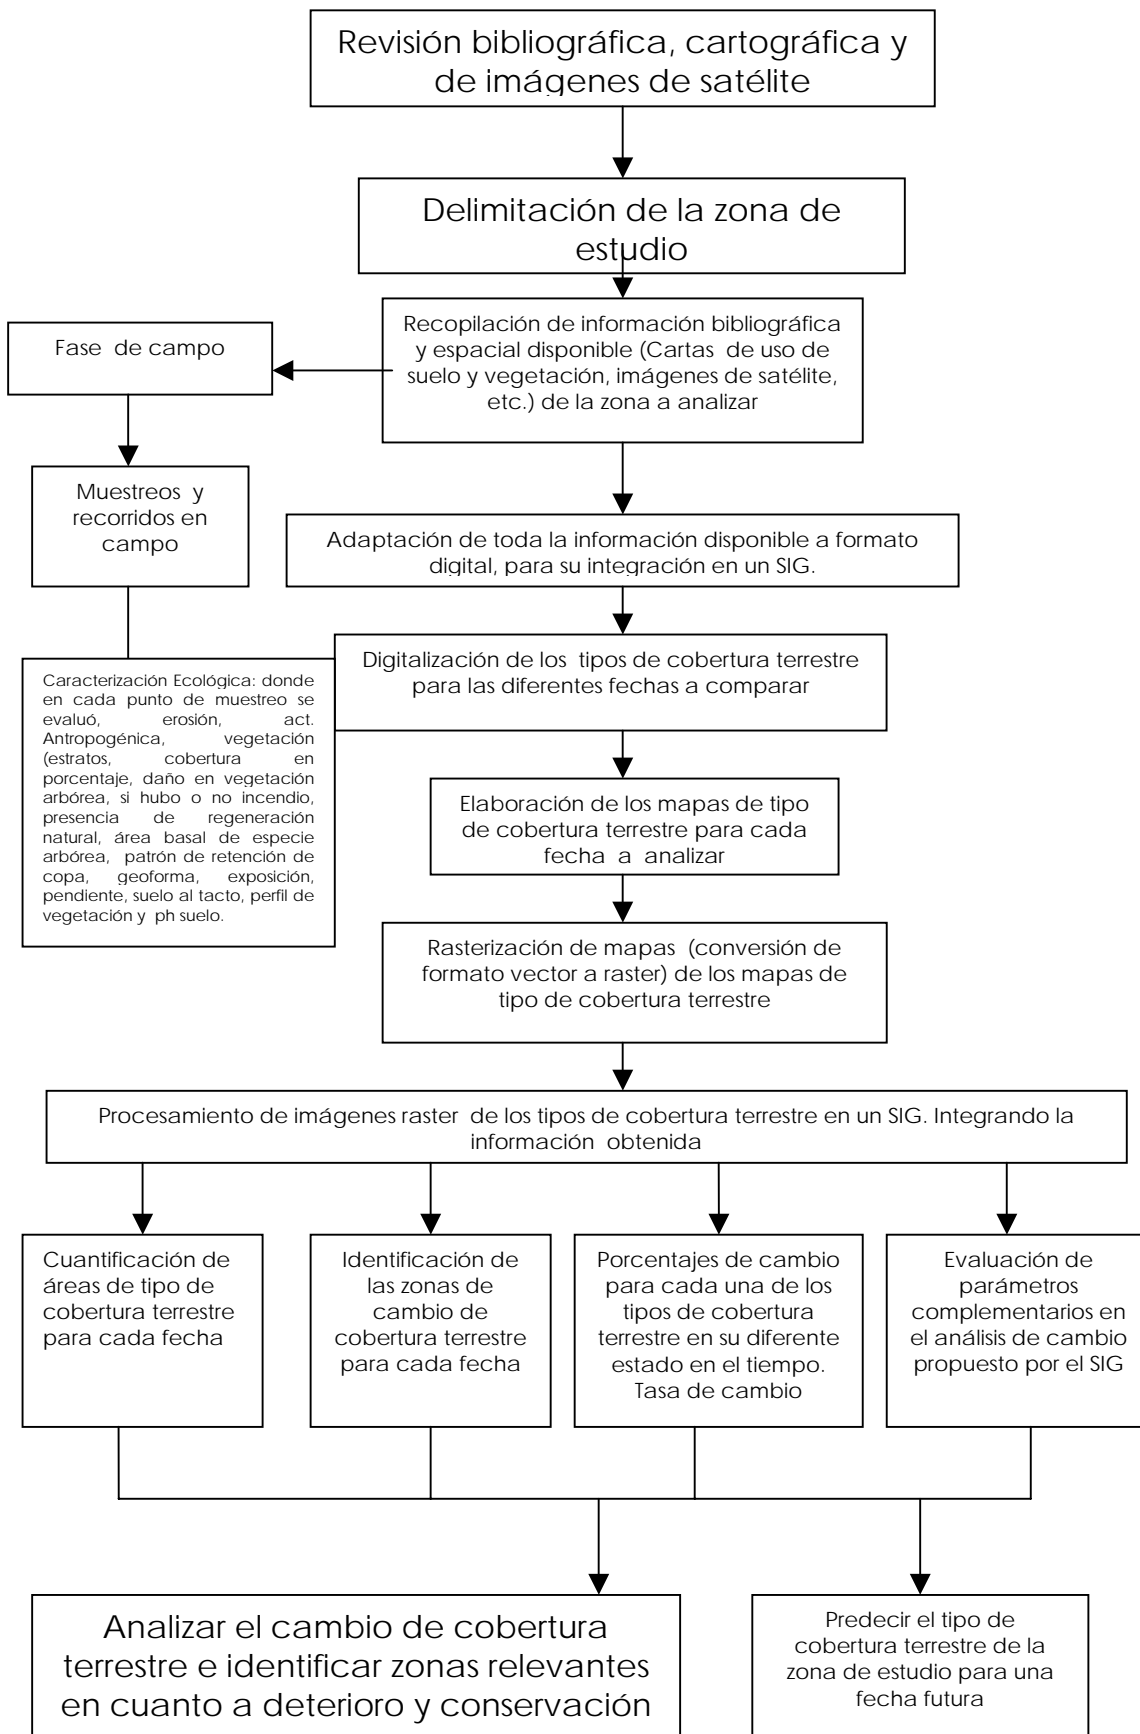 Revisión bibliográfica, cartográfica y
de imágenes de satélite
Delimitación de la zona de
estudio
Recopilación de información bibliográfica
y espacial disponible (Cartas de uso de
suelo y vegetación, imágenes de satélite,
etc.) de la zona a analizar
Fase de campo
Muestreos y
recorridos en
campo
Caracterización Ecológica: donde
en cada punto de muestreo se
evaluó, erosión, act.
Antropogénica, vegetación
(estratos, cobertura en
porcentaje, daño en vegetación
arbórea, si hubo o no incendio,
presencia de regeneración
natural, área basal de especie
arbórea, patrón de retención de
copa, geoforma, exposición,
pendiente, suelo al tacto, perfil de
vegetación y ph suelo.
Adaptación de toda la información disponible a formato
digital, para su integración en un SIG.
Digitalización de los tipos de cobertura terrestre
para las diferentes fechas a comparar
Elaboración de los mapas de tipo
de cobertura terrestre para cada
fecha a analizar
Rasterización de mapas (conversión de
formato vector a raster) de los mapas de
tipo de cobertura terrestre
Procesamiento de imágenes raster de los tipos de cobertura terrestre en un SIG. Integrando la
información obtenida
Cuantificación de
áreas de tipo de
cobertura terrestre
para cada fecha
Identificación de
las zonas de
cambio de
cobertura terrestre
para cada fecha
Porcentajes de cambio
para cada una de los
tipos de cobertura
terrestre en su diferente
estado en el tiempo.
Tasa de cambio
Evaluación de
parámetros
complementarios en
el análisis de cambio
propuesto por el SIG
Analizar el cambio de cobertura
terrestre e identificar zonas relevantes
en cuanto a deterioro y conservación
Predecir el tipo de
cobertura terrestre de la
zona de estudio para una
fecha futura